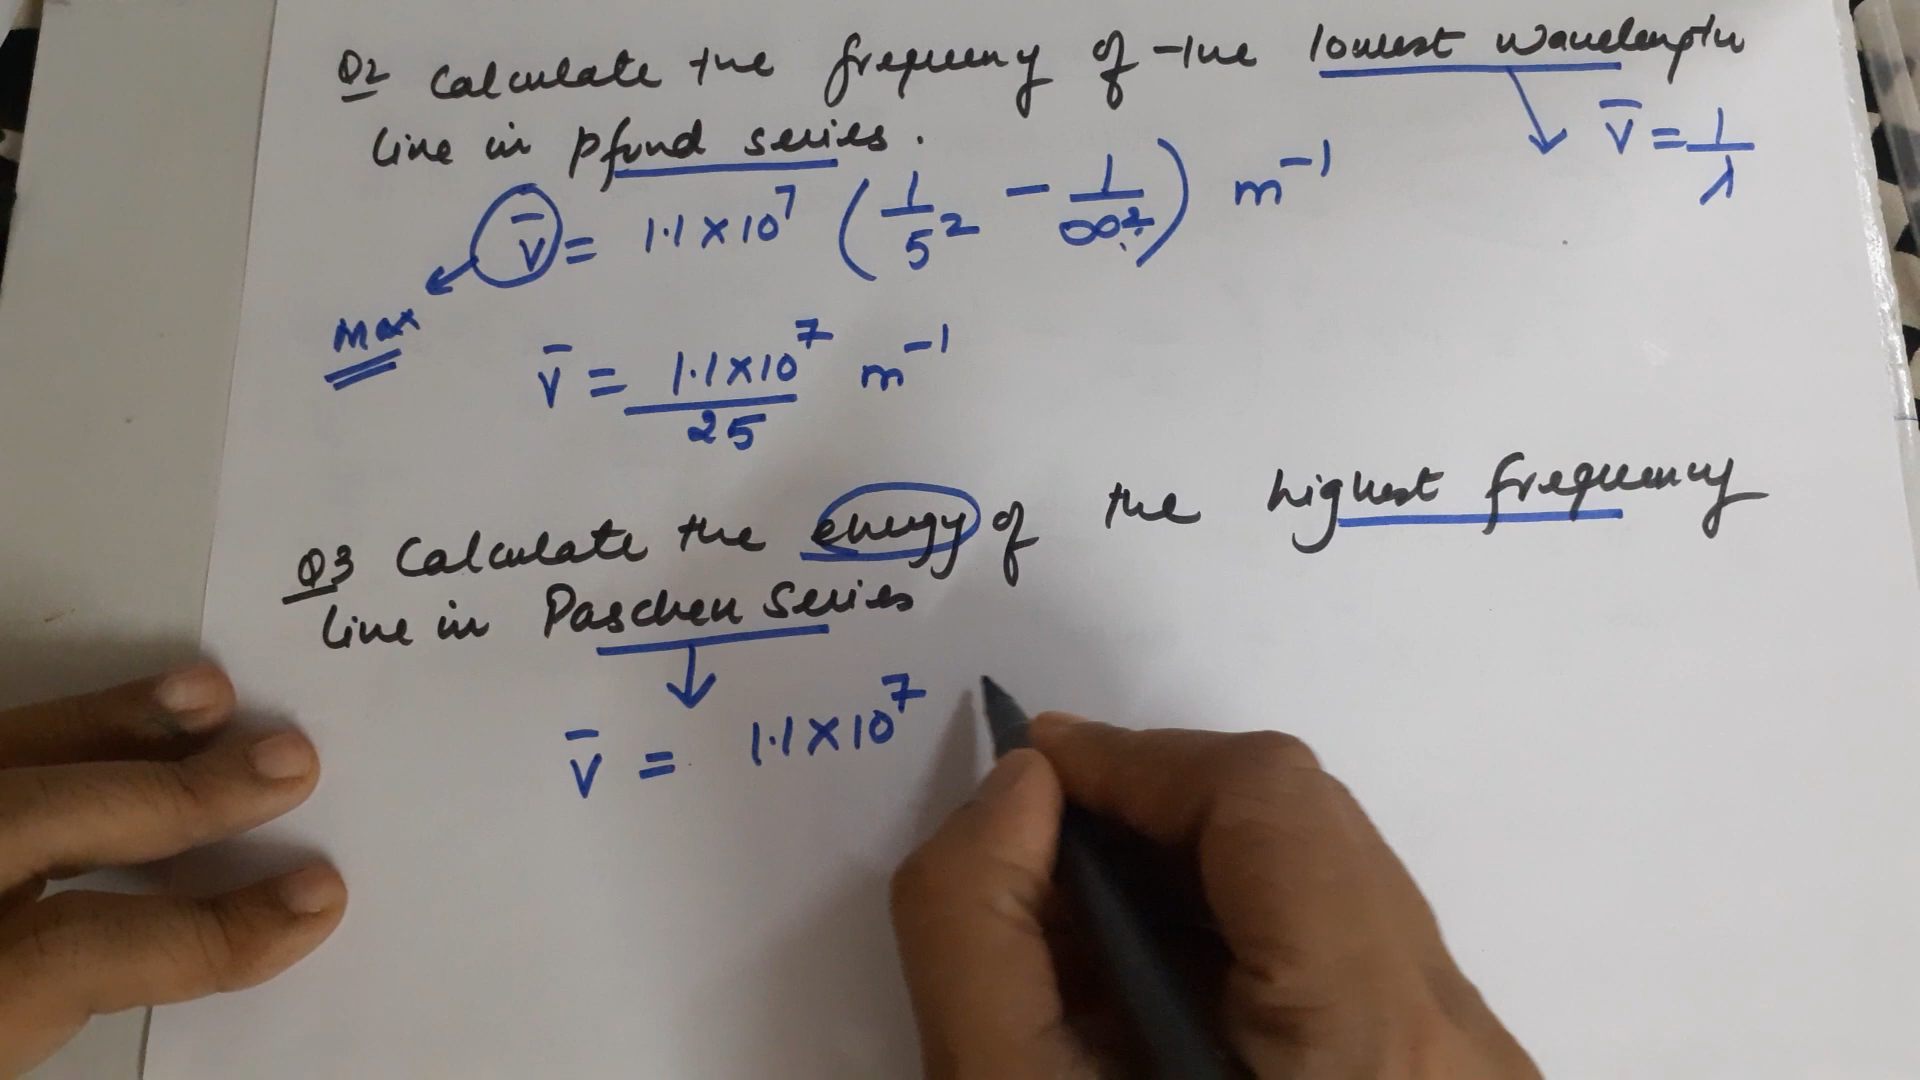 Q2 Calculate the frequency of the lowest wavelength
line in pfund series.
v̄ = 1/λ
v̄ = 1.1×10⁷ (1/5² - 1/∞²) m⁻¹
Max
v̄ = 1.1×10⁷/25 m⁻¹
Q3 Calculate the energy of the highest frequency
line in Paschen Series
v̄ = 1.1×10⁷